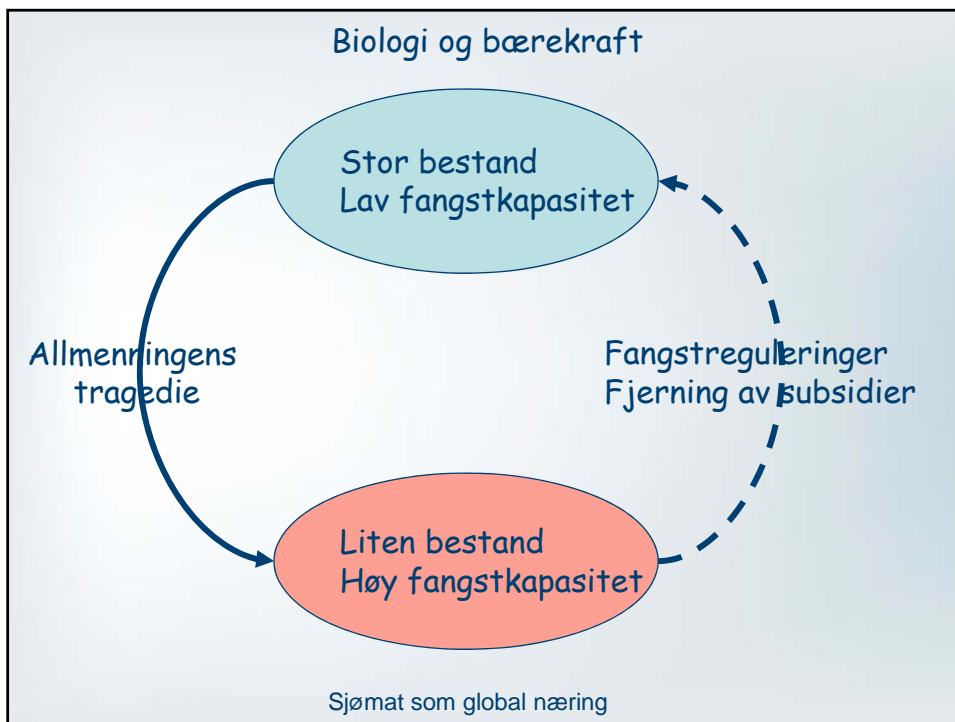 Biologi og bærekraft
Stor bestand
Lav fangstkapasitet
Allmenningens
tragedie
Fangstreguleringer
Fjerning av subsidier
Liten bestand
Høy fangstkapasitet
Sjømat som global næring